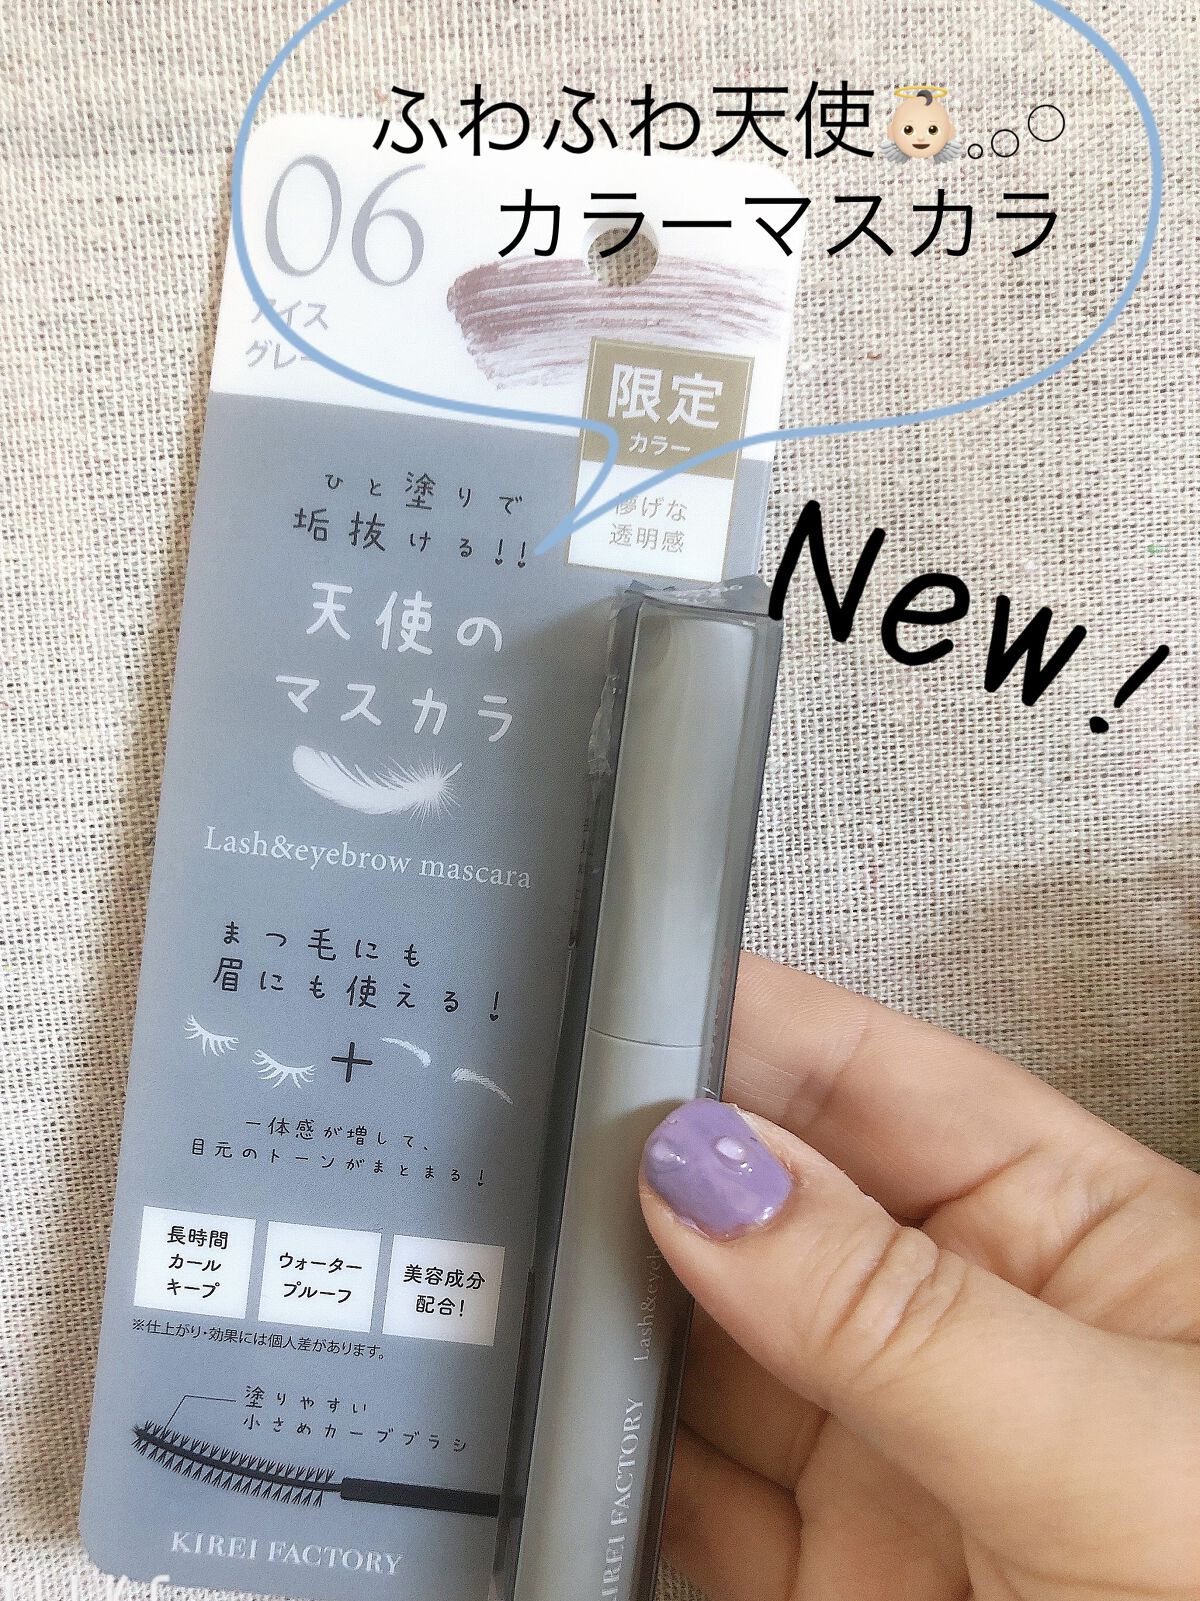 ふわふわ天使👼。○○
カラーマスカラ
06
アイス
グレー
限定
カラー
儚げな
透明感
New!
ひと塗りで
垢抜ける!!
天使の
マスカラ
Lash&eyebrow mascara
まつ毛にも
眉にも使える!
+
一体感が増して、
目元のトーンがまとまる!
長時間
カール
キープ
ウォーター
プルーフ
美容成分
配合!
※仕上がり・効果には個人差があります。
塗りやすい
小さめカーブブラシ
KIREI FACTORY
KIREI FACTORY
Lash&eyeb